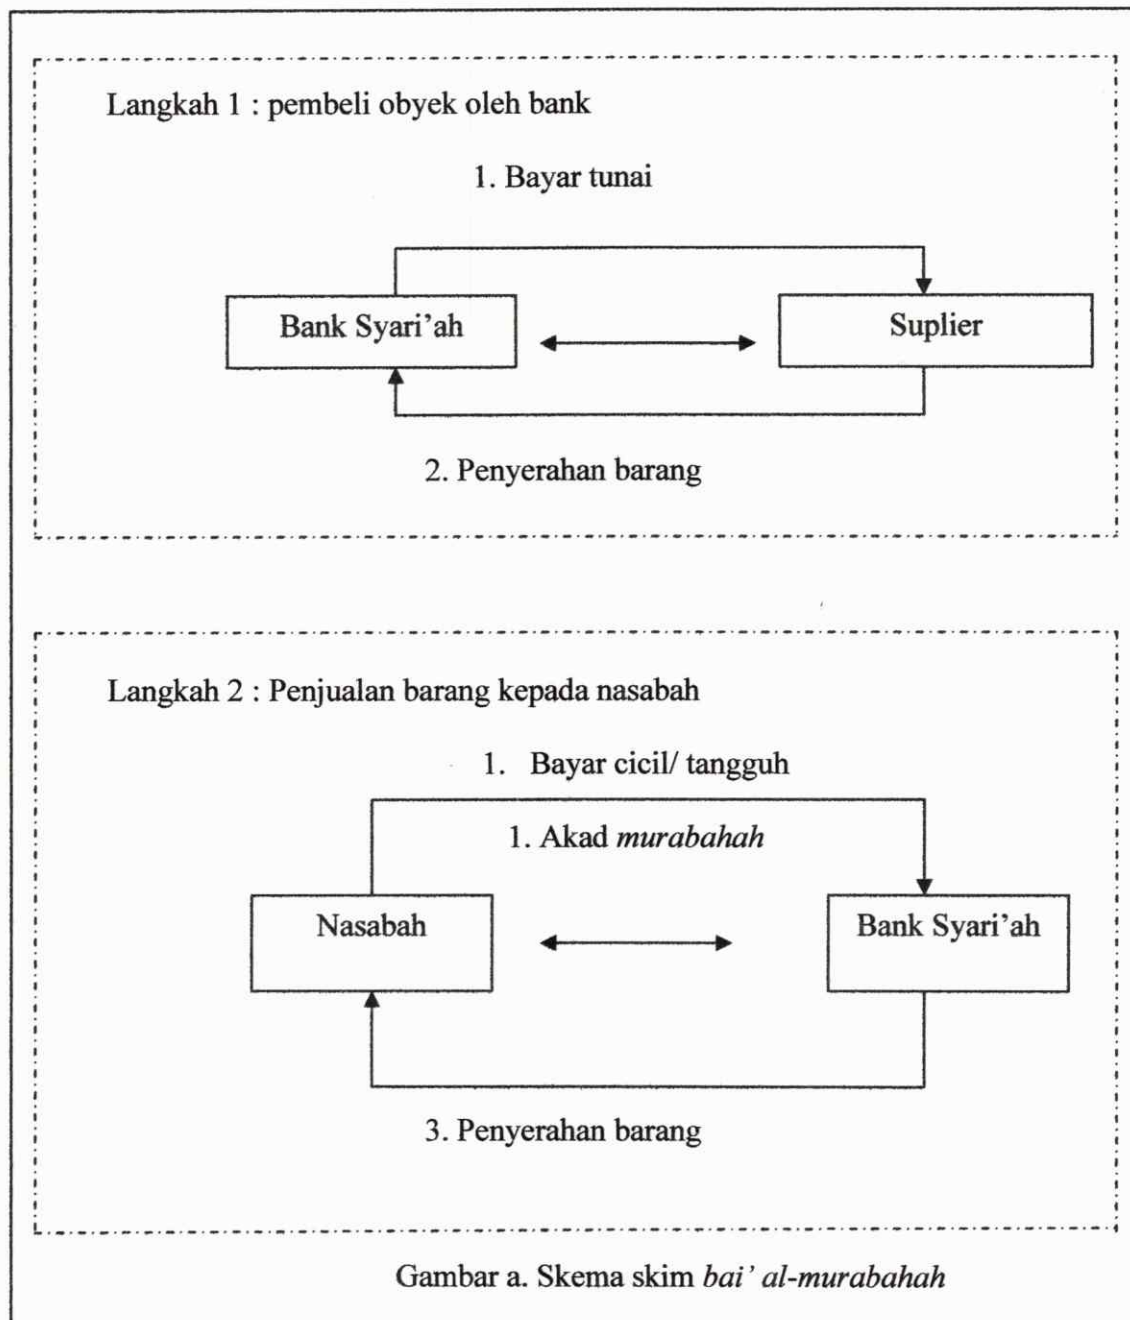 Langkah 1 : pembeli obyek oleh bank
1. Bayar tunai
Bank Syari’ah
Suplier
2. Penyerahan barang
Langkah 2 : Penjualan barang kepada nasabah
1. Bayar cicil/ tangguh
1. Akad murabahah
Nasabah
Bank Syari’ah
3. Penyerahan barang
Gambar a. Skema skim bai’ al-murabahah